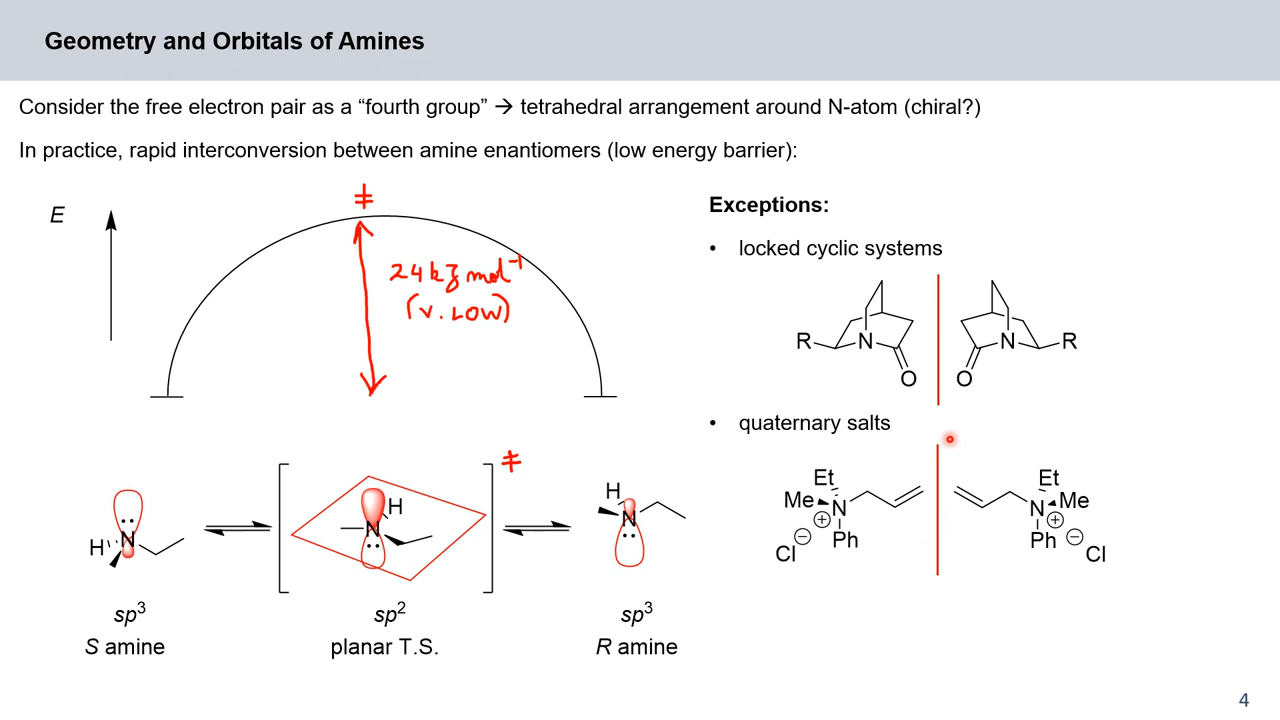 Geometry and Orbitals of Amines
Consider the free electron pair as a “fourth group” → tetrahedral arrangement around N-atom (chiral?)
In practice, rapid interconversion between amine enantiomers (low energy barrier):
E
‡
24 kJ mol⁻¹
(v. LOW)
Exceptions:
• locked cyclic systems
R N O
O N R
• quaternary salts
Et
Me N ⊕
Cl ⊖ Ph
Et
N Me ⊕
Ph ⊖ Cl
H N
[ N H ] ‡
H N
sp³
S amine
sp²
planar T.S.
sp³
R amine
4